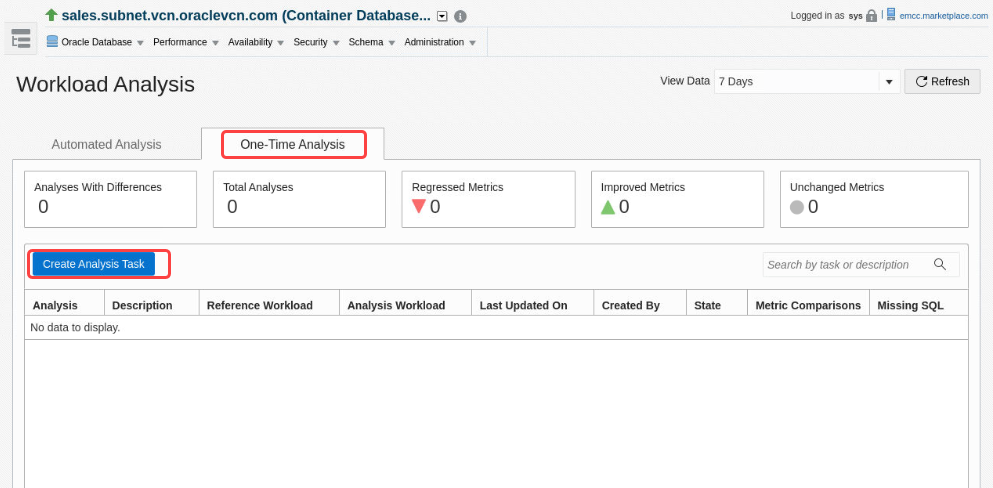 sales.subnet.vcn.oraclevcn.com (Container Database...
Logged in as sys
emcc.marketplace.com
Oracle Database Performance Availability Security Schema Administration
Workload Analysis
View Data 7 Days Refresh
Automated Analysis One-Time Analysis
Analyses With Differences Total Analyses Regressed Metrics Improved Metrics Unchanged Metrics
0 0 0 0 0
Create Analysis Task Search by task or description
Analysis Description Reference Workload Analysis Workload Last Updated On Created By State Metric Comparisons Missing SQL
No data to display.